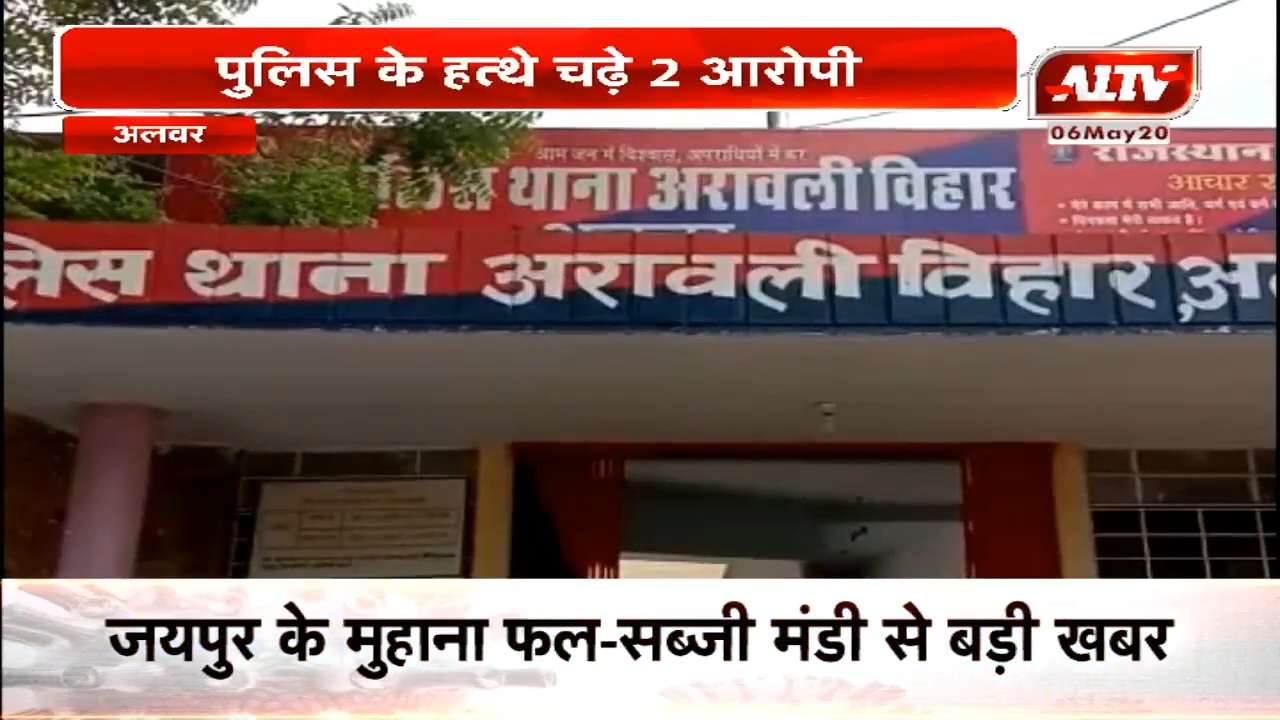 पुलिस के हत्थे चढ़े 2 आरोपी
ALTV
अलवर
06May20
आम जन में विश्वास, अपराधियों में डर
थाना अरावली विहार
राजस्थान
आचार
लिस थाना अरावली विहार,अ
जयपुर के मुहाना फल-सब्जी मंडी से बड़ी खबर